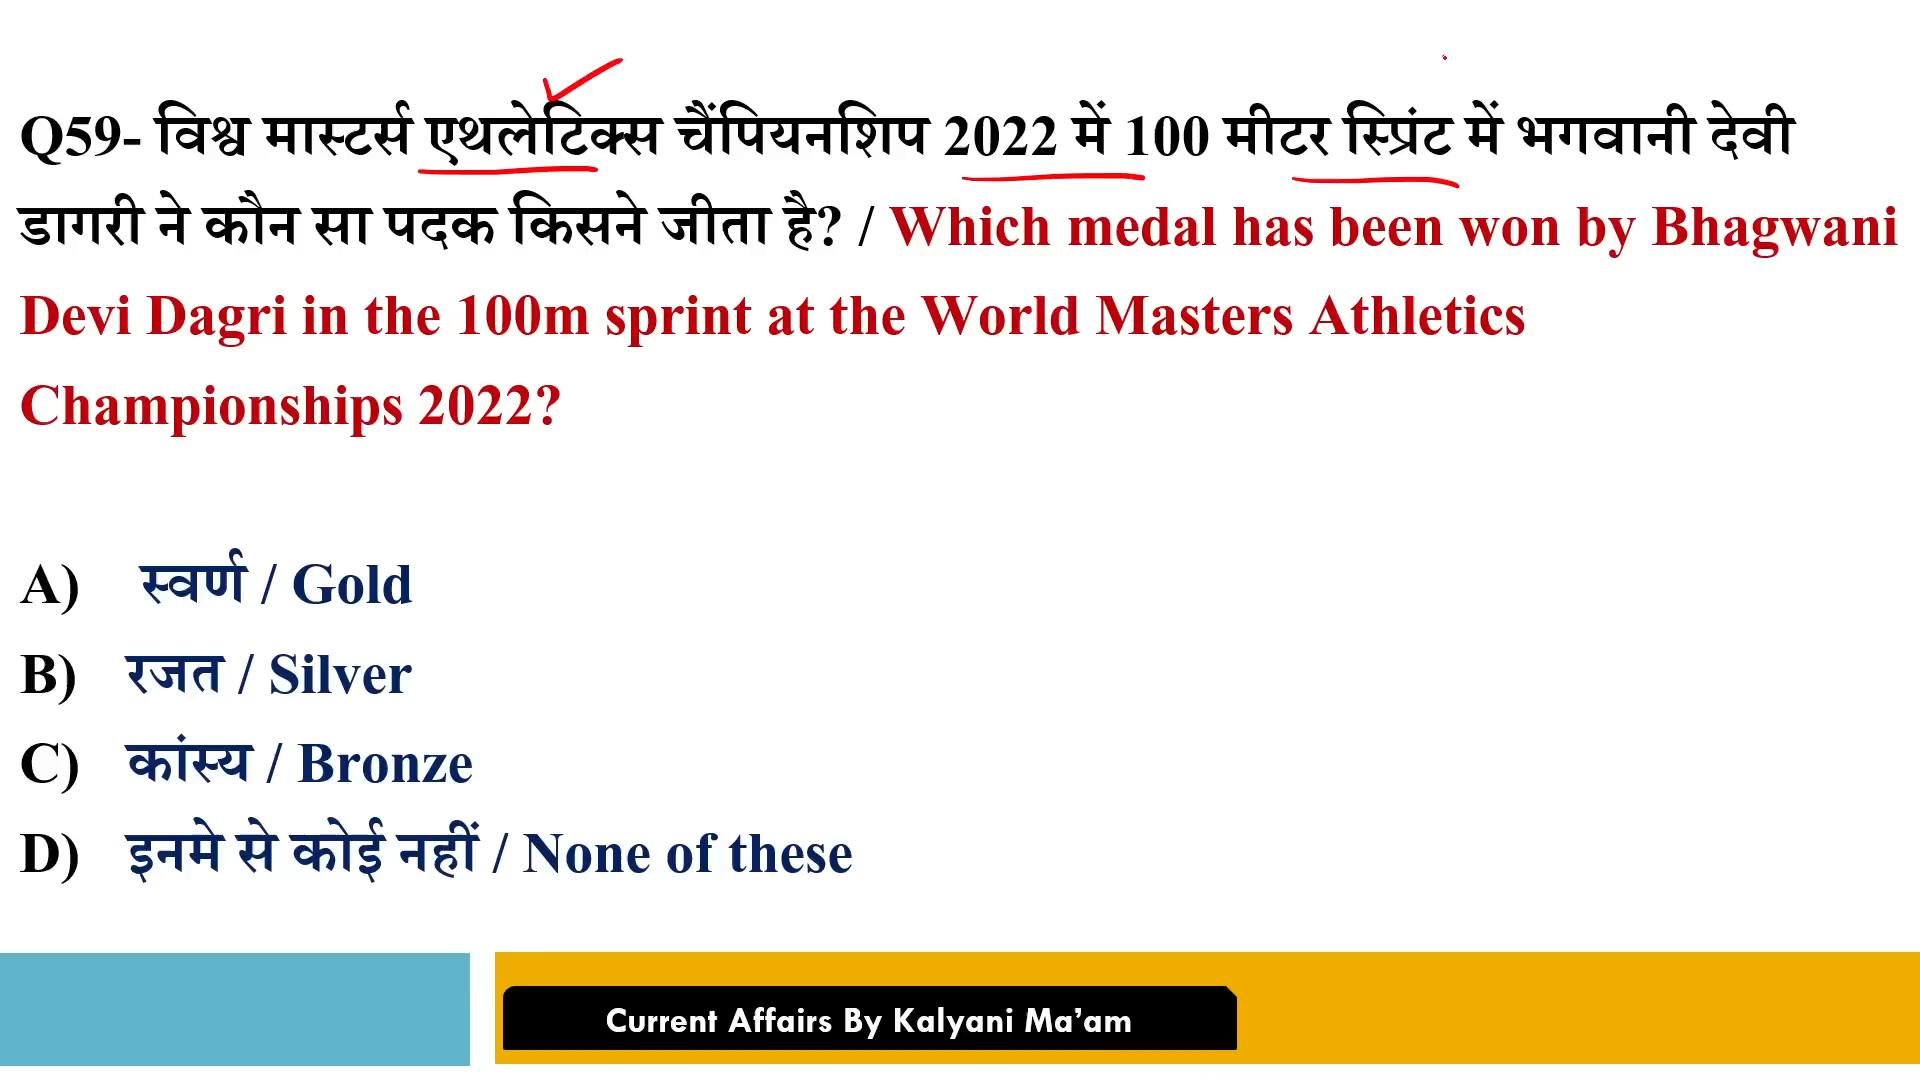 Q59- विश्व मास्टर्स एथलेटिक्स चैंपियनशिप 2022 में 100 मीटर स्प्रिंट में भगवानी देवी
डागरी ने कौन सा पदक किसने जीता है? / Which medal has been won by Bhagwani
Devi Dagri in the 100m sprint at the World Masters Athletics
Championships 2022?
A) स्वर्ण / Gold
B) रजत / Silver
C) कांस्य / Bronze
D) इनमे से कोई नहीं / None of these
Current Affairs By Kalyani Ma’am